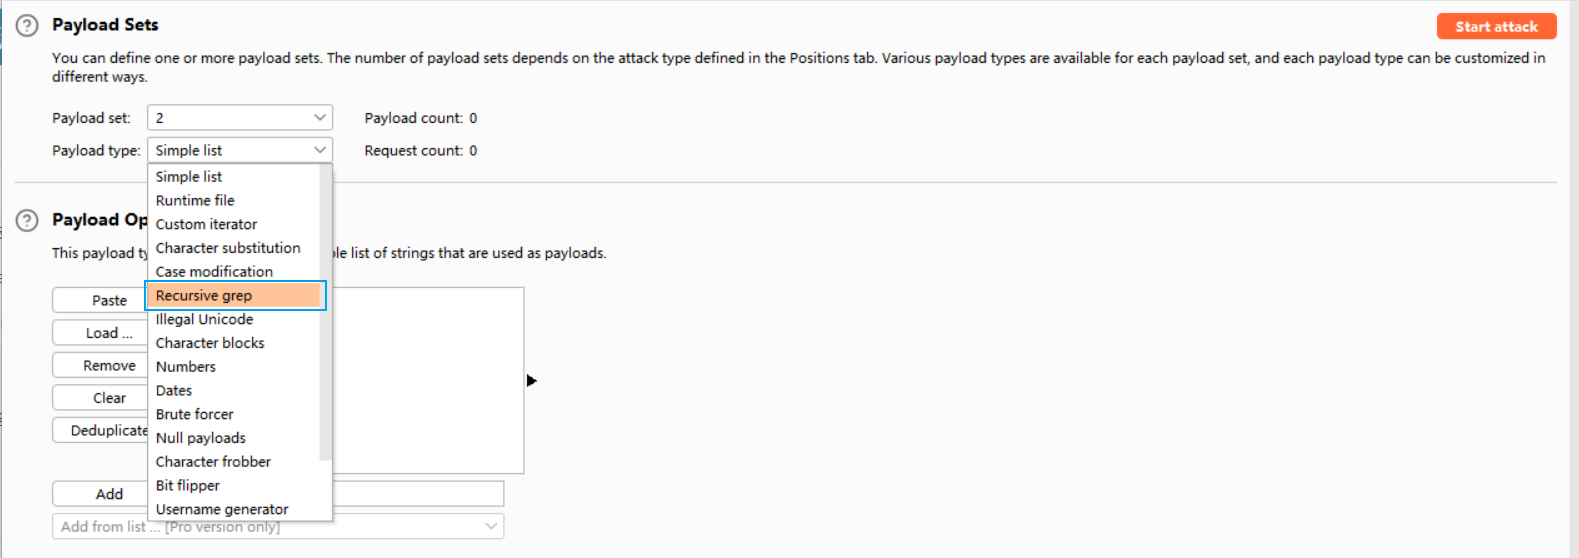 Payload Sets
Start attack
You can define one or more payload sets. The number of payload sets depends on the attack type defined in the Positions tab. Various payload types are available for each payload set, and each payload type can be customized in
different ways.
Payload set: 2 Payload count: 0
Payload type: Simple list Request count: 0
Simple list
Runtime file
Custom iterator
Character substitution
Case modification
Recursive grep
Illegal Unicode
Character blocks
Numbers
Dates
Brute forcer
Null payloads
Character frobber
Bit flipper
Username generator
Payload Op
This payload ty le list of strings that are used as payloads.
Paste
Load ...
Remove
Clear
Deduplicate
Add
Add from list ... [Pro version only]